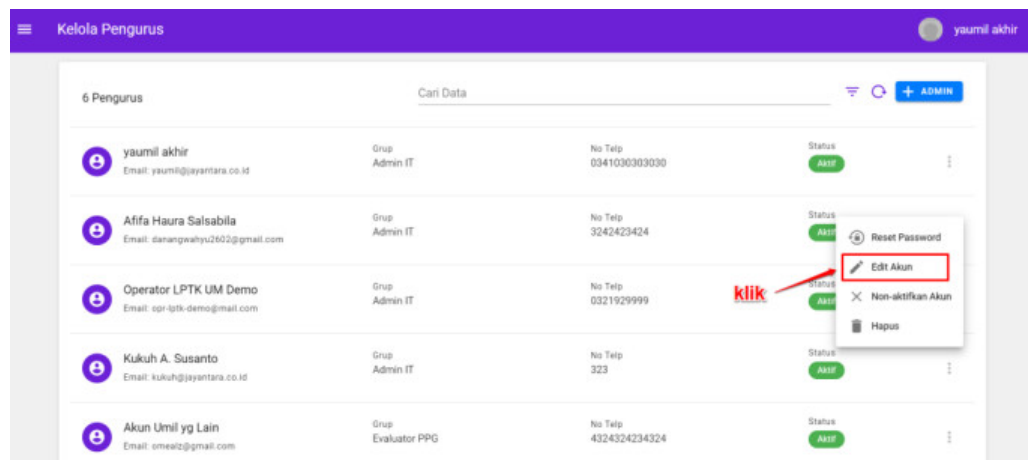 Kelola Pengurus
yaumil akhir
6 Pengurus
Cari Data
+ ADMIN
yaumil akhir
Email: yaumil@jayantara.co.id
Grup
Admin IT
No Telp
0341030303030
Status
Aktif
Afifa Haura Salsabila
Email: danangwahyu2602@gmail.com
Grup
Admin IT
No Telp
3242423424
Status
Aktif
Reset Password
Edit Akun
Non-aktifkan Akun
Hapus
klik
Operator LPTK UM Demo
Email: opr-lptk-demo@mail.com
Grup
Admin IT
No Telp
0321929999
Status
Aktif
Kukuh A. Susanto
Email: kukuh@jayantara.co.id
Grup
Admin IT
No Telp
323
Status
Aktif
Akun Umil yg Lain
Email: omealz@gmail.com
Grup
Evaluator PPG
No Telp
4324324234324
Status
Aktif